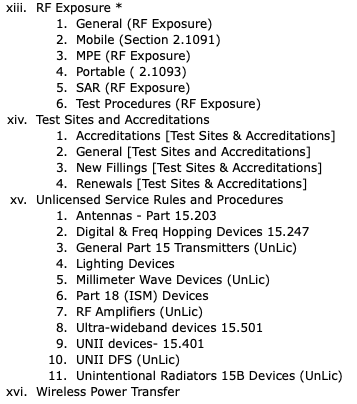 xiii. RF Exposure *
1. General (RF Exposure)
2. Mobile (Section 2.1091)
3. MPE (RF Exposure)
4. Portable ( 2.1093)
5. SAR (RF Exposure)
6. Test Procedures (RF Exposure)
xiv. Test Sites and Accreditations
1. Accreditations [Test Sites & Accreditations]
2. General [Test Sites and Accreditations]
3. New Fillings [Test Sites & Accreditations]
4. Renewals [Test Sites & Accreditations]
xv. Unlicensed Service Rules and Procedures
1. Antennas - Part 15.203
2. Digital & Freq Hopping Devices 15.247
3. General Part 15 Transmitters (UnLic)
4. Lighting Devices
5. Millimeter Wave Devices (UnLic)
6. Part 18 (ISM) Devices
7. RF Amplifiers (UnLic)
8. Ultra-wideband devices 15.501
9. UNII devices- 15.401
10. UNII DFS (UnLic)
11. Unintentional Radiators 15B Devices (UnLic)
xvi. Wireless Power Transfer